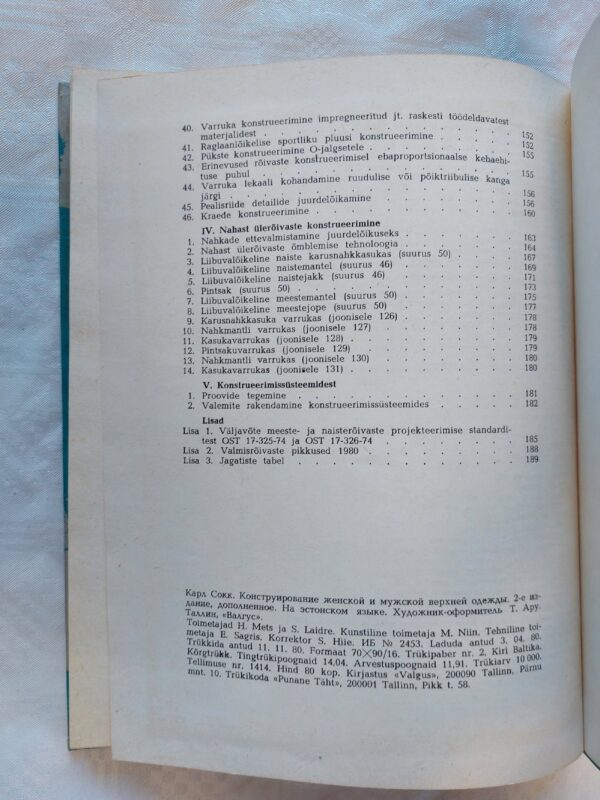 40. Varruka konstrueerimine impregneeritud jt. raskesti töödeldavatest
materjalidest . . . . . . . . . . . . 152
41. Raglaanlõikelise sportliku pluusi konstrueerimine . . . . 152
42. Pükste konstrueerimine O-jalgsetele . . . . . . 155
43. Erinevused rõivaste konstrueerimisel ebaproportsionaalse kehaehi-
tuse puhul . . . . . . . . . . . . 155
44. Varruka lekaali kohandamine ruudulise või põiktriibulise kanga
järgi . . . . . . . . . . . . 156
45. Pealisriide detailide juurdelõikamine . . . . . . 156
46. Kraede konstrueerimine . . . . . . . . 160
IV. Nahast ülerõivaste konstrueerimine
1. Nahkade ettevalmistamine juurdelõikuseks . . . . . 163
2. Nahast ülerõivaste õmblemise tehnoloogia . . . . . 164
3. Liibuvalõikeline naiste karusnahkkasukas (suurus 50) . . . 167
4. Liibuvalõikeline naistemantel (suurus 46) . . . . . 169
5. Liibuvalõikeline naistejakk (suurus 46) . . . . . 171
6. Pintsak (suurus 50) . . . . . . . . . 173
7. Liibuvalõikeline meestemantel (suurus 50) . . . . . 175
8. Liibuvalõikeline meestejope (suurus 50) . . . . . 177
9. Karusnahkkasuka varrukas (joonisele 126) . . . . . 178
10. Nahkmantli varrukas (joonisele 127) . . . . . . 178
11. Kasukavarrukas (joonisele 128) . . . . . . . 179
12. Pintsakuvarrukas (joonisele 129) . . . . . . . 179
13. Nahkmantli varrukas (joonisele 130) . . . . . . 180
14. Kasukavarrukas (joonisele 131) . . . . . . . 180
V. Konstrueerimissüsteemidest
1. Proovide tegemine . . . . . . . . . 181
2. Valemite rakendamine konstrueerimissüsteemides . . . . 182
Lisad
Lisa 1. Väljavõte meeste- ja naisterõivaste projekteerimise standardi-
test OST 17-325-74 ja OST 17-326-74 . . . . . . 185
Lisa 2. Valmisrõivaste pikkused 1980 . . . . . . 188
Lisa 3. Jagatiste tabel . . . . . . . . . 189
Карл Сокк. Конструирование женской и мужской верхней одежды. 2-е из-
дание, дополненное. На эстонском языке. Художник-оформитель Т. Ару.
Таллин, «Валгус».
Toimetajad H. Mets ja S. Laidre. Kunstiline toimetaja M. Niin. Tehniline toi-
metaja E. Sagris. Korrektor S. Hiie. ИБ № 2453. Laduda antud 3. 04. 80.
Trükkida antud 11. 11. 80. Formaat 70×90/16. Trükipaber nr. 2. Kiri Baltika.
Kõrgtrükk. Tingtrükipoognaid 14,04. Arvestuspoognaid 11,91. Trükiarv 10 000.
Tellimuse nr. 1414. Hind 80 kop. Kirjastus «Valgus», 200090 Tallinn, Pärnu
mnt. 10. Trükikoda «Punane Täht», 200001 Tallinn, Pikk t. 58.